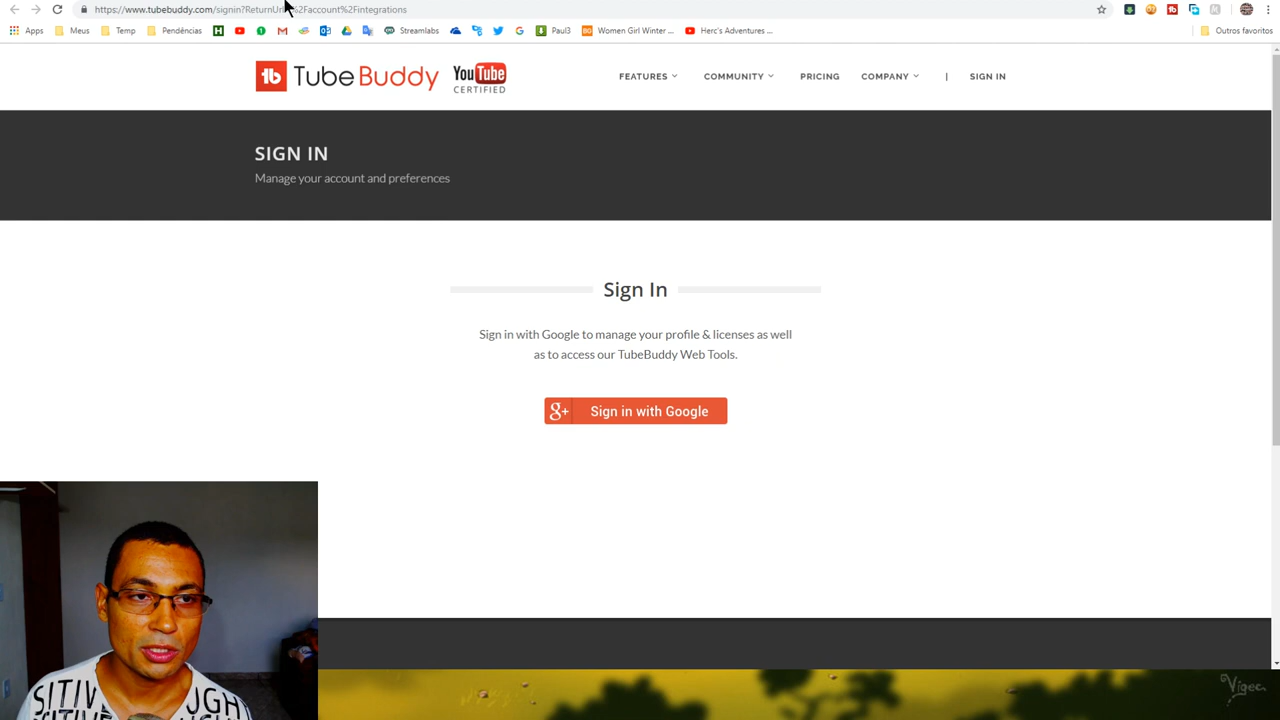 https://www.tubebuddy.com/signin?ReturnUrl=%2Faccount%2Fintegrations
Apps Meus Temp Pendências Streamlabs Paul3 Women Girl Winter ... Herc's Adventures ... Outros favoritos
TubeBuddy YouTube CERTIFIED
FEATURES COMMUNITY PRICING COMPANY | SIGN IN
SIGN IN
Manage your account and preferences
Sign In
Sign in with Google to manage your profile & licenses as well
as to access our TubeBuddy Web Tools.
g+ Sign in with Google
SITIV UGH
Vigec